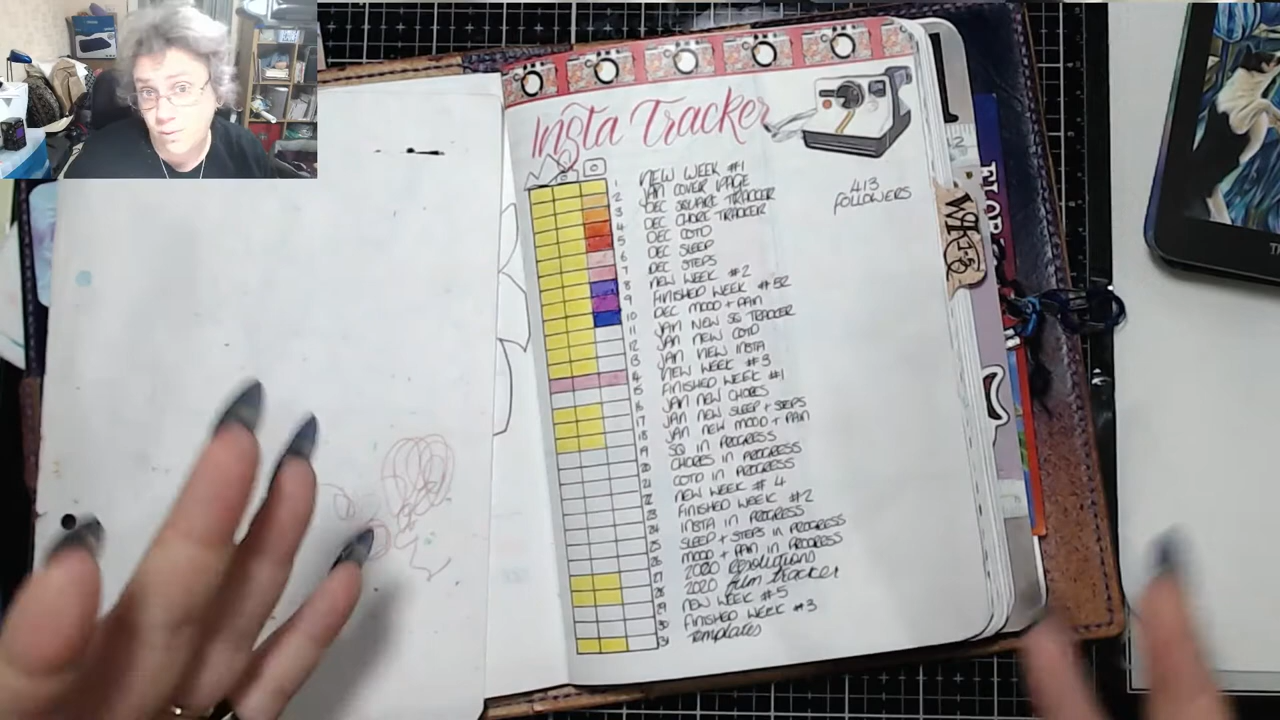 Insta Tracker
413
FOLLOWERS
1 NEW WEEK #1
2 JAN COVER PAGE
3 DEC SQUARE TRACKER
4 DEC CHORE TRACKER
5 DEC COTD
6 DEC SLEEP
7 DEC STEPS
8 NEW WEEK #2
9 FINISHED WEEK #52
10 DEC MOOD + PAIN
11 JAN NEW SQ TRACKER
12 JAN NEW COTD
13 JAN NEW INSTA
14 NEW WEEK #3
15 FINISHED WEEK #1
16 JAN NEW CHORES
17 JAN NEW SLEEP + STEPS
18 JAN NEW MOOD + PAIN
19 SQ IN PROGRESS
20 CHORES IN PROGRESS
21 COTD IN PROGRESS
22 NEW WEEK #4
23 FINISHED WEEK #2
24 INSTA IN PROGRESS
25 SLEEP + STEPS IN PROGRESS
26 MOOD + PAIN IN PROGRESS
27 2020 RESOLUTIONS
28 2020 film tracker
29 NEW WEEK #5
30 FINISHED WEEK #3
31 Templates